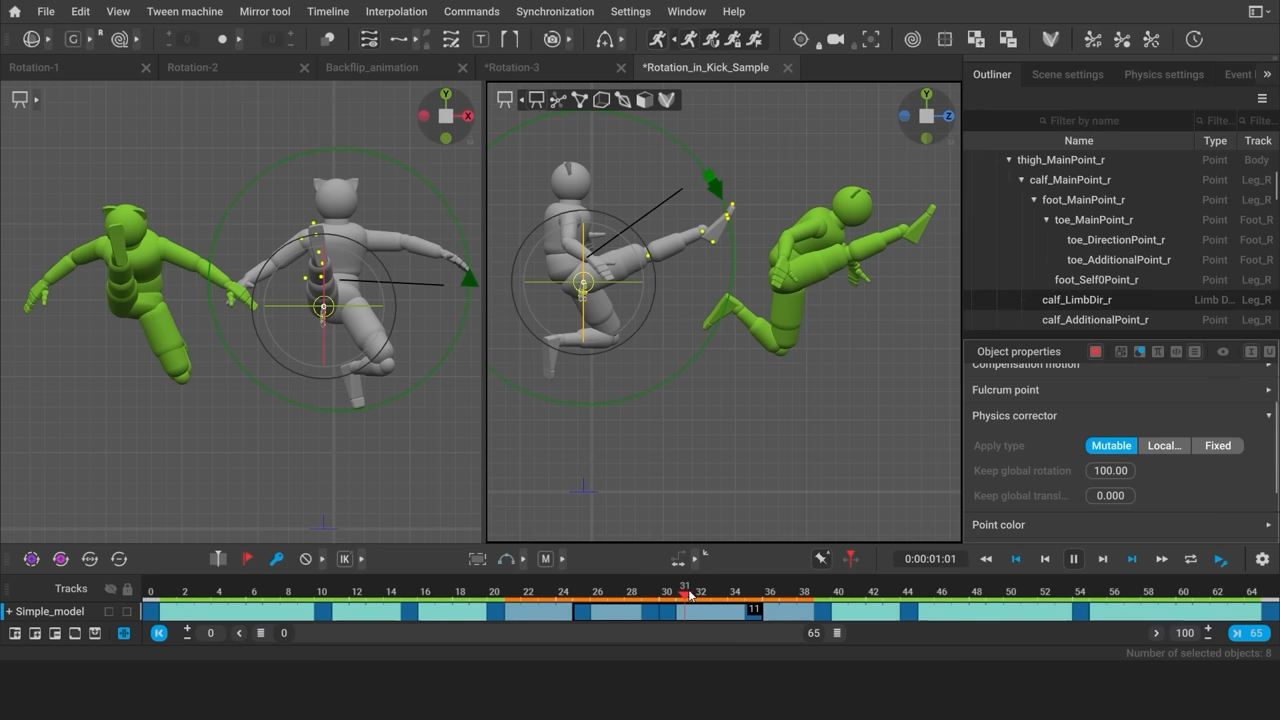 File Edit View Tween machine Mirror tool Timeline Interpolation Commands Synchronization Settings Window Help
G R 0 0 T
Rotation-1 Rotation-2 Backflip_animation *Rotation-3 *Rotation_in_Kick_Sample
Outliner Scene settings Physics settings Event l
Y X Y Z
Filter by name Filte... Filte...
Name Type Track
thigh_MainPoint_r Point Body
calf_MainPoint_r Point Leg_R
foot_MainPoint_r Point Leg_R
toe_MainPoint_r Point Foot_R
toe_DirectionPoint_r Point Foot_R
toe_AdditionalPoint_r Point Foot_R
foot_Self0Point_r Point Leg_R
calf_LimbDir_r Limb D... Leg_R
calf_AdditionalPoint_r Point Leg_R
Object properties
Compensation motion
Fulcrum point
Physics corrector
Apply type Mutable Local... Fixed
Keep global rotation 100.00
Keep global transl... 0.000
Point color
IK M 0:00:01:01
Tracks 0 2 4 6 8 10 12 14 16 18 20 22 24 26 28 30 31 32 34 36 38 40 42 44 46 48 50 52 54 56 58 60 62 64
+ Simple_model 11
0 0 65 100 65
Number of selected objects: 8